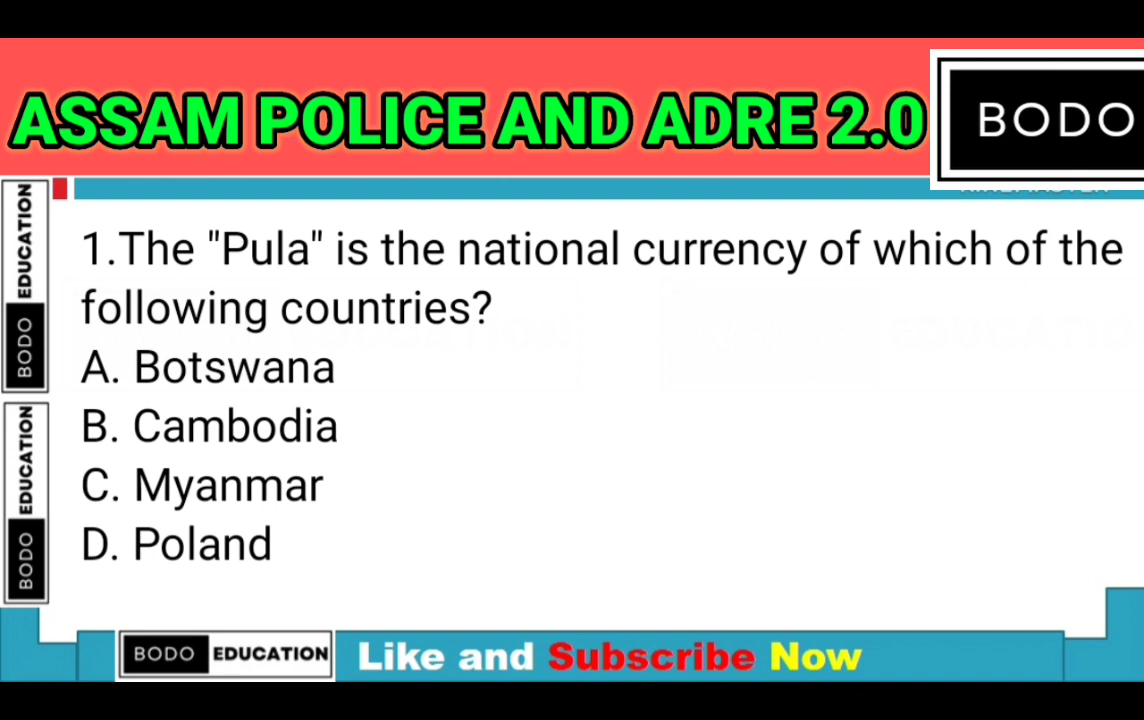 ASSAM POLICE AND ADRE 2.0
BODO
EDUCATION
BODO
1.The "Pula" is the national currency of which of the
following countries?
A. Botswana
B. Cambodia
C. Myanmar
D. Poland
EDUCATION
BODO
BODO EDUCATION
Like and Subscribe Now